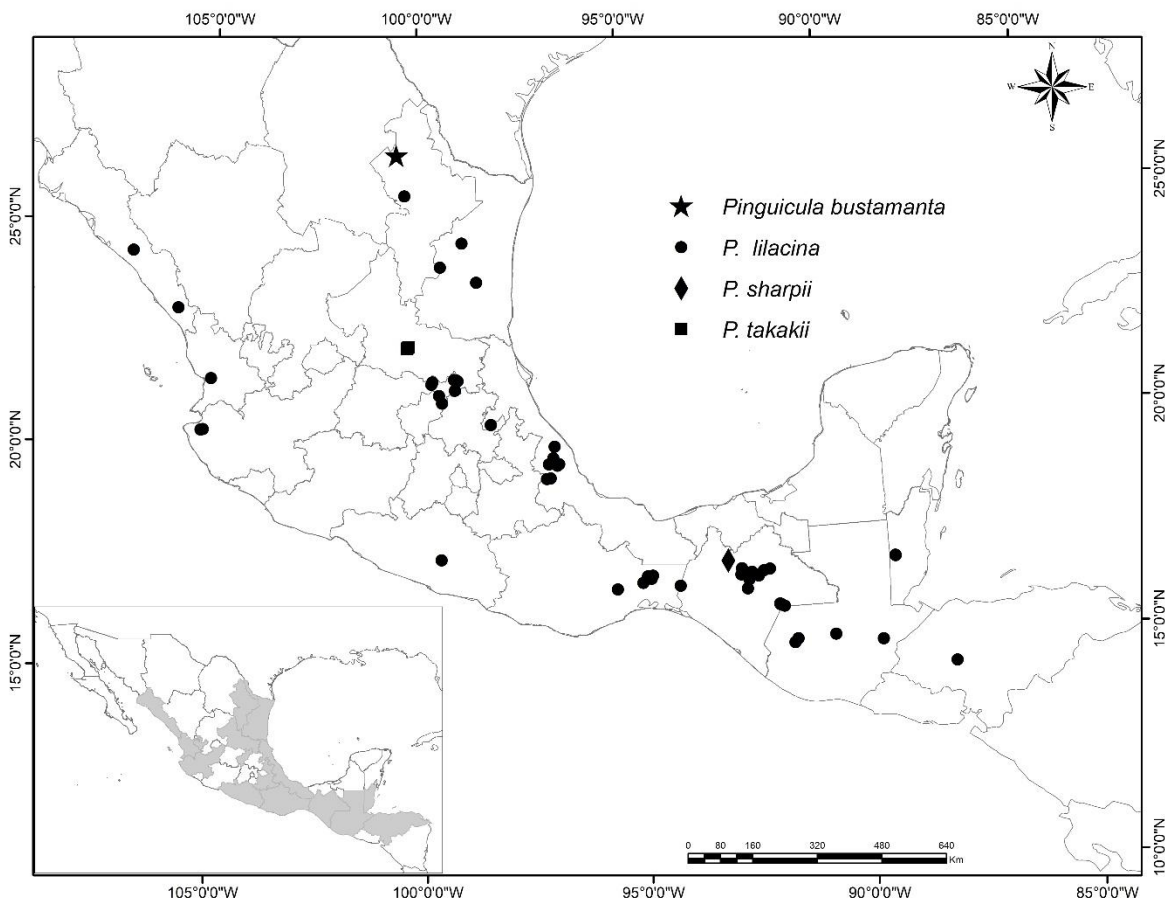 105°0'0"W 100°0'0"W 95°0'0"W 90°0'0"W 85°0'0"W
N
W E
S
25°0'0"N 25°0'0"N
Pinguicula bustamanta
P. lilacina
P. sharpii
P. takakii
20°0'0"N 20°0'0"N
15°0'0"N 15°0'0"N
10°0'0"N
0 80 160 320 480 640
Km
105°0'0"W 100°0'0"W 95°0'0"W 90°0'0"W 85°0'0"W